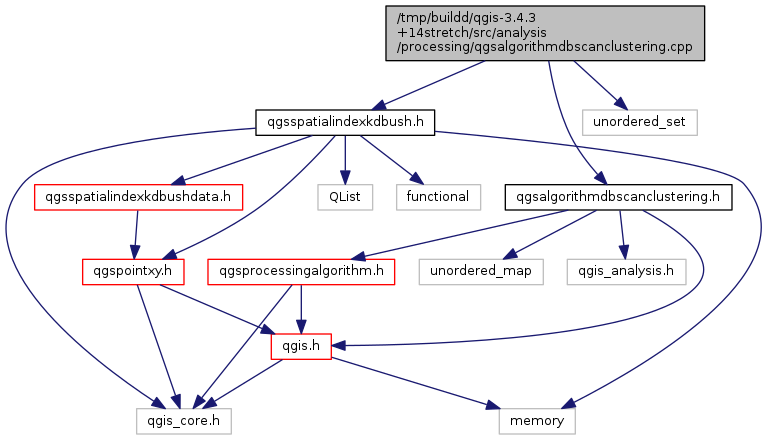 /tmp/buildd/qgis-3.4.3
+14stretch/src/analysis
/processing/qgsalgorithmdbscanclustering.cpp
qgsspatialindexkdbush.h
unordered_set
qgsspatialindexkdbushdata.h
QList
functional
qgsalgorithmdbscanclustering.h
qgspointxy.h
qgsprocessingalgorithm.h
unordered_map
qgis_analysis.h
qgis.h
qgis_core.h
memory